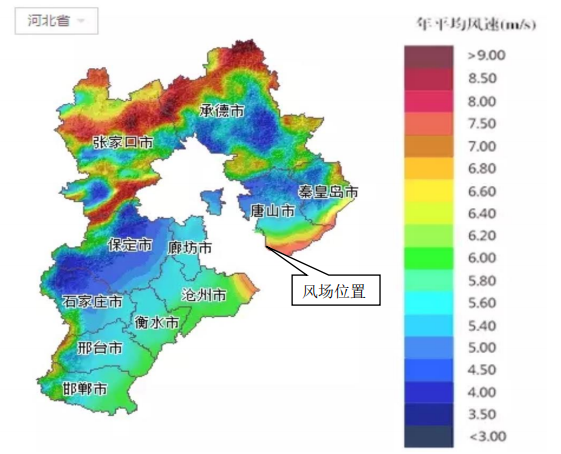 河北省
年平均风速(m/s)
>9.00
8.50
8.00
7.50
7.00
6.80
6.60
6.40
6.20
6.00
5.80
5.60
5.40
5.00
4.50
4.00
3.50
<3.00
承德市
张家口市
秦皇岛市
唐山市
保定市
廊坊市
风场位置
沧州市
石家庄市
衡水市
邢台市
邯郸市